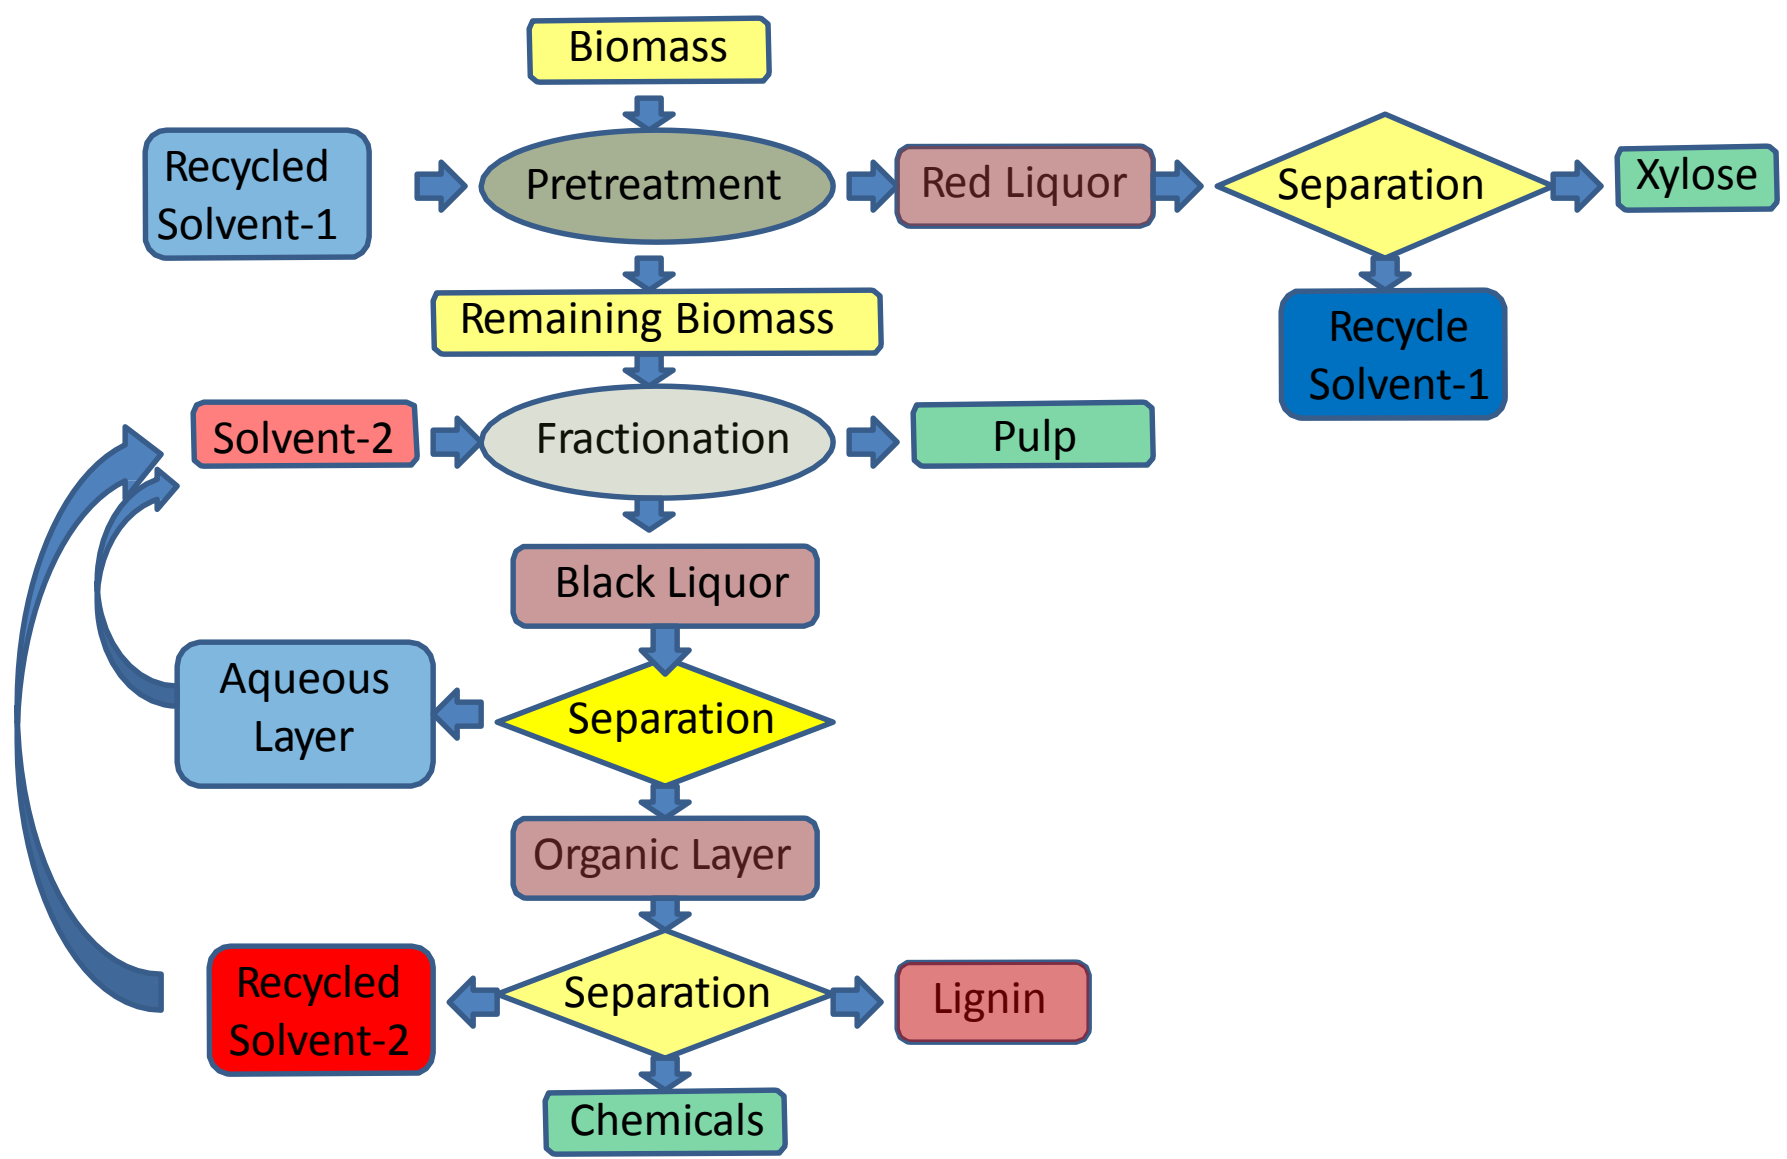 Biomass
Recycled
Solvent-1
Pretreatment
Red Liquor
Separation
Xylose
Remaining Biomass
Recycle
Solvent-1
Solvent-2
Fractionation
Pulp
Black Liquor
Aqueous
Layer
Separation
Organic Layer
Recycled
Solvent-2
Separation
Lignin
Chemicals